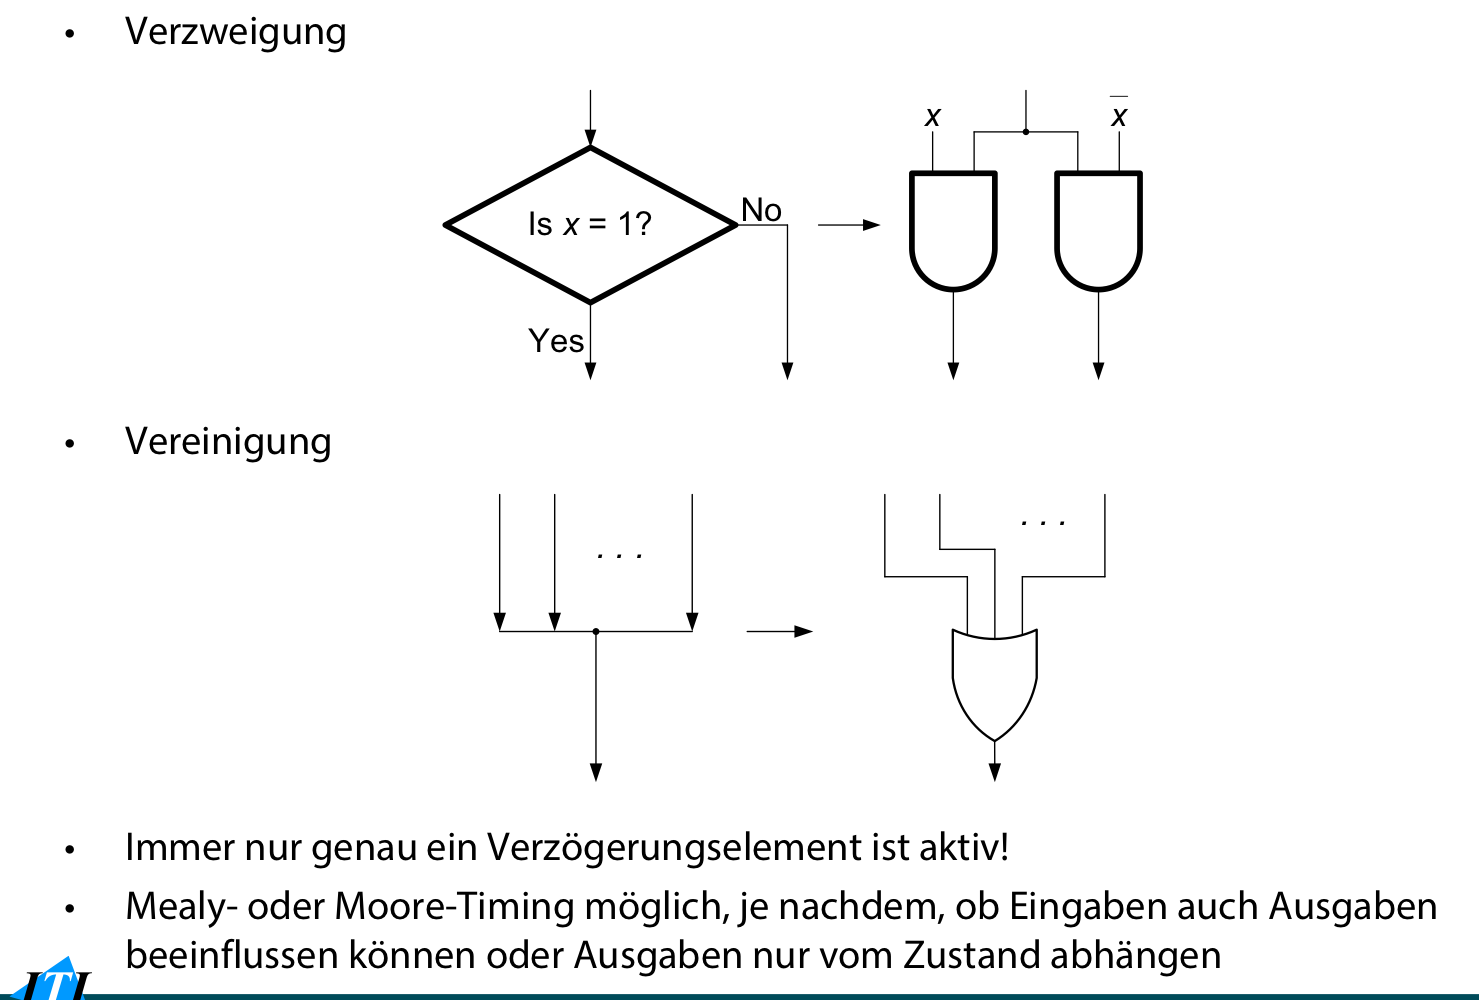 • Verzweigung
x
x̅
Is x = 1?
No
Yes
• Vereinigung
. . .
. . .
• Immer nur genau ein Verzögerungselement ist aktiv!
• Mealy- oder Moore-Timing möglich, je nachdem, ob Eingaben auch Ausgaben
beeinflussen können oder Ausgaben nur vom Zustand abhängen
ITI